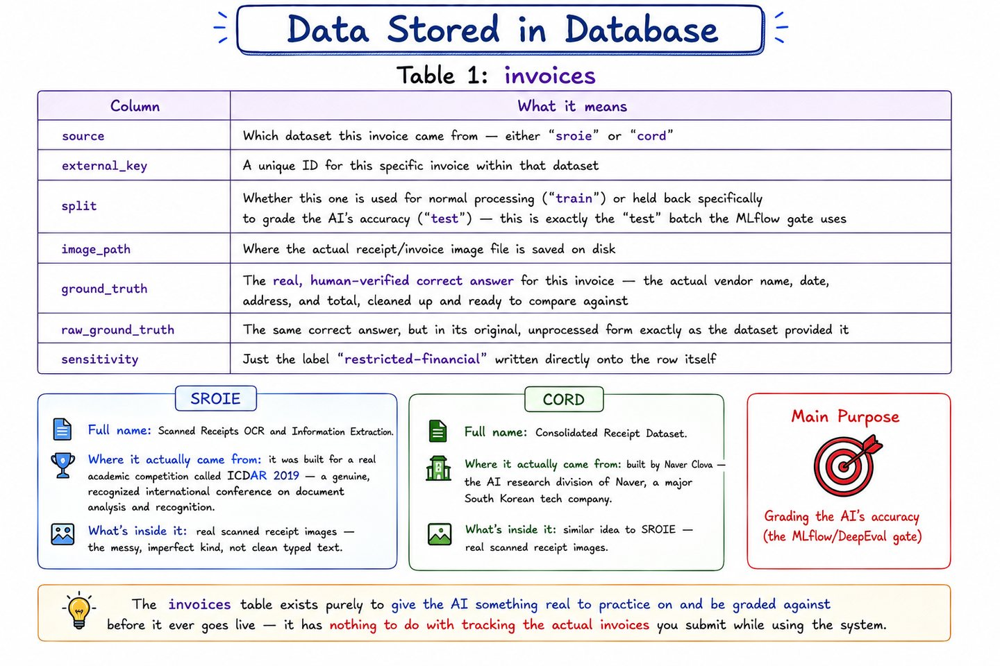 Data Stored in Database
Table 1: invoices
Column What it means
source Which dataset this invoice came from — either “sroie” or “cord”
external_key A unique ID for this specific invoice within that dataset
split Whether this one is used for normal processing (“train”) or held back specifically
to grade the AI’s accuracy (“test”) — this is exactly the “test” batch the MLflow gate uses
image_path Where the actual receipt/invoice image file is saved on disk
ground_truth The real, human-verified correct answer for this invoice — the actual vendor name, date,
address, and total, cleaned up and ready to compare against
raw_ground_truth The same correct answer, but in its original, unprocessed form exactly as the dataset provided it
sensitivity Just the label “restricted-financial” written directly onto the row itself
SROIE
Full name: Scanned Receipts OCR and Information Extraction.
Where it actually came from: it was built for a real
academic competition called ICDAR 2019 — a genuine,
recognized international conference on document
analysis and recognition.
What’s inside it: real scanned receipt images —
the messy, imperfect kind, not clean typed text.
CORD
Full name: Consolidated Receipt Dataset.
Where it actually came from: built by Naver Clova —
the AI research division of Naver, a major
South Korean tech company.
What’s inside it: similar idea to SROIE —
real scanned receipt images.
Main Purpose
Grading the AI’s accuracy
(the MLflow/DeepEval gate)
The invoices table exists purely to give the AI something real to practice on and be graded against
before it ever goes live — it has nothing to do with tracking the actual invoices you submit while using the system.